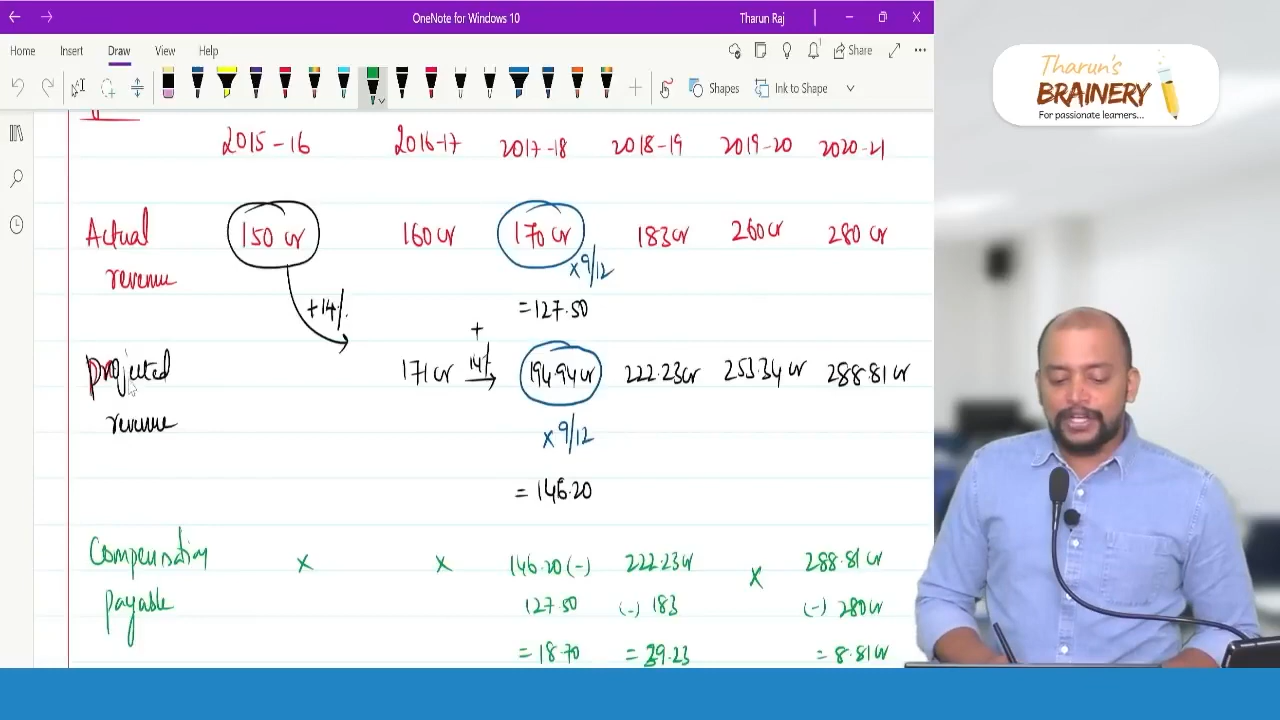 OneNote for Windows 10
Tharun Raj
Home Insert Draw View Help
Share
Shapes
Ink to Shape
Tharun's
BRAINERY
For passionate learners...
2015-16 2016-17 2017-18 2018-19 2019-20 2020-21
Actual revenue
150 cr 160 cr 170 cr 183 cr 260 cr 280 cr
x 9/12
= 127.50
+14%
Projected revenue
171 cr + 14% 194.94 cr 222.23 cr 253.34 cr 288.81 cr
x 9/12
= 146.20
Compensation payable
x x 146.20 (-) 222.23 cr x 288.81 cr
127.50 (-) 183 (-) 280 cr
= 18.70 = 39.23 = 8.81 cr